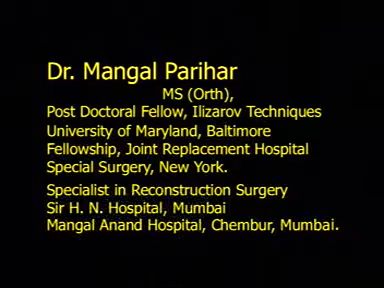 Dr. Mangal Parihar
MS (Orth),
Post Doctoral Fellow, Ilizarov Techniques
University of Maryland, Baltimore
Fellowship, Joint Replacement Hospital
Special Surgery, New York.
Specialist in Reconstruction Surgery
Sir H. N. Hospital, Mumbai
Mangal Anand Hospital, Chembur, Mumbai.